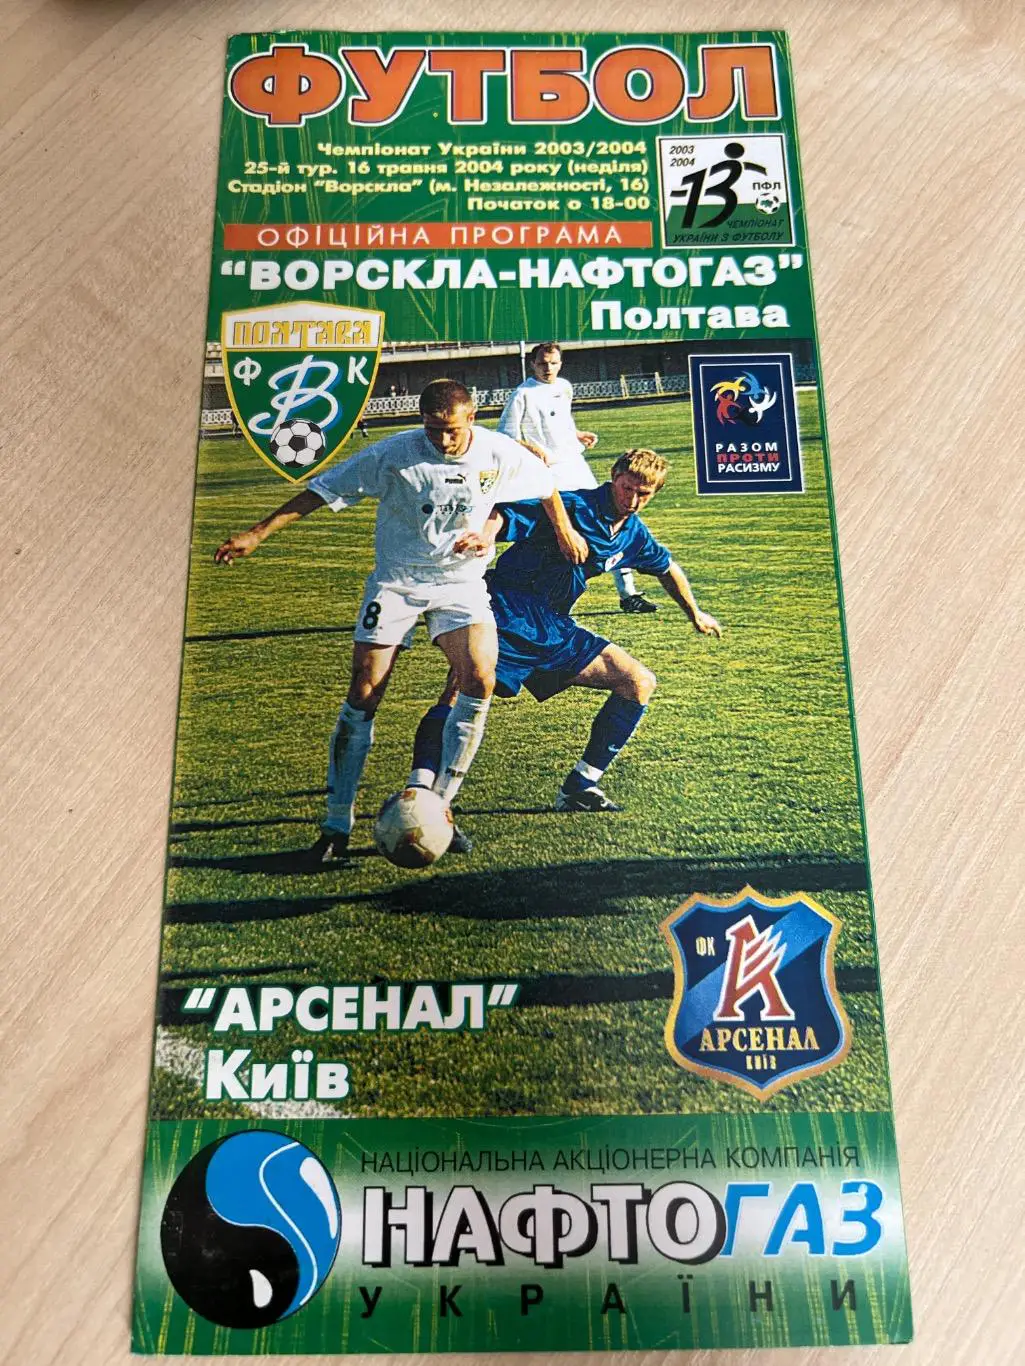 ФУТБОЛ
Чемпіонат України 2003/2004
25-й тур. 16 травня 2004 року (неділя)
Стадіон "Ворскла" (м. Незалежності, 16)
Початок о 18-00
2003
2004
13
ПФЛ
ЧЕМПІОНАТ
УКРАЇНИ З ФУТБОЛУ
ОФІЦІЙНА ПРОГРАМА
"ВОРСКЛА-НАФТОГАЗ"
Полтава
ПОЛТАВА
Ф К
В
РАЗОМ
ПРОТИ
РАСИЗМУ
PUMA
8
"АРСЕНАЛ"
Київ
ФК
А К
АРСЕНАЛ
КИЇВ
НАЦІОНАЛЬНА АКЦІОНЕРНА КОМПАНІЯ
НАФТОГАЗ
УКРАЇНИ